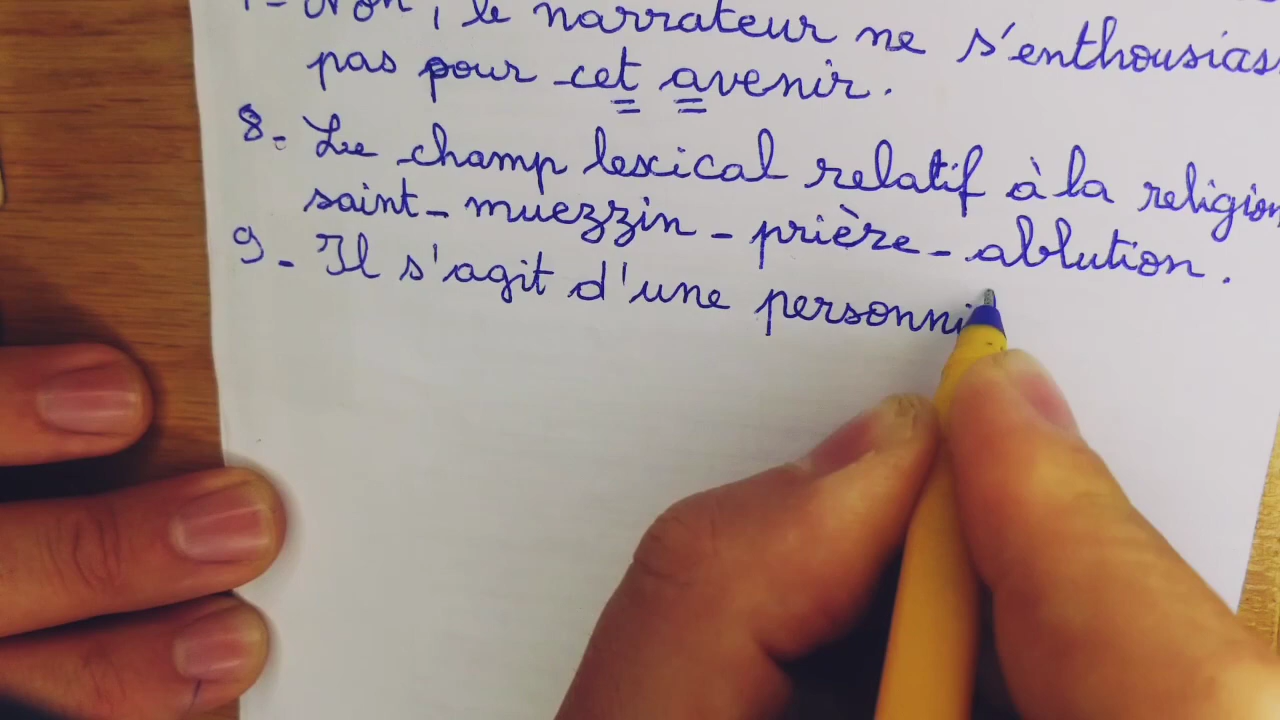 Non, le narrateur ne s'enthousias
pas pour cet avenir.
8- Le champ lexical relatif à la religion
saint - muezzin - prière - ablution.
9- Il s'agit d'une personni